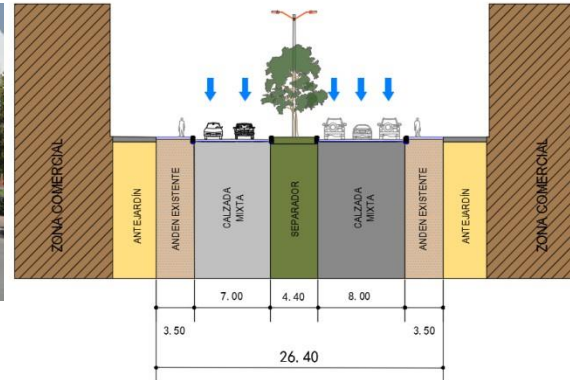 ZONA COMERCIAL
ANTEJARDÍN
ANDEN EXISTENTE
CALZADA
MIXTA
SEPARADOR
CALZADA
MIXTA
ANDEN EXISTENTE
ANTEJARDÍN
ZONA COMERCIAL
7.00
4.40
8.00
3.50
3.50
26.40